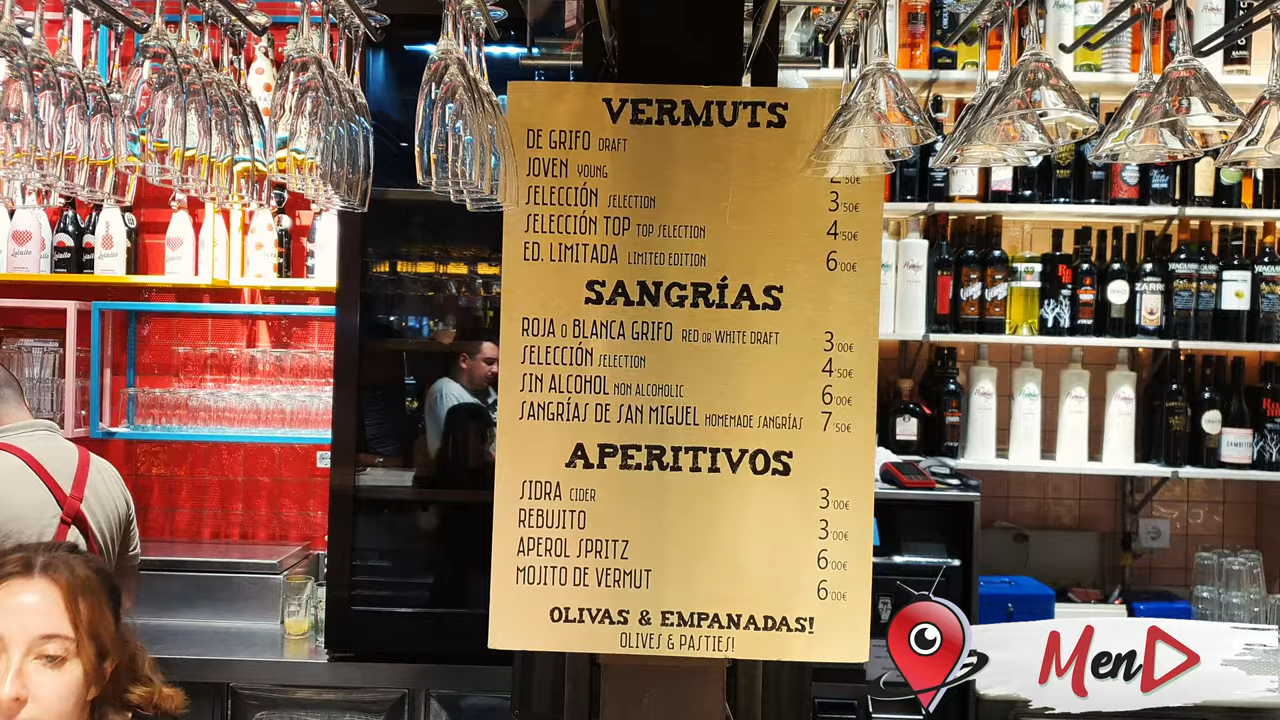 VERMUTS
DE GRIFO DRAFT
JOVEN YOUNG 2'50€
SELECCIÓN SELECTION 3'50€
SELECCIÓN TOP TOP SELECTION 4'50€
ED. LIMITADA LIMITED EDITION 6'00€
SANGRÍAS
ROJA o BLANCA GRIFO RED OR WHITE DRAFT 3'00€
SELECCIÓN SELECTION 4'50€
SIN ALCOHOL NON ALCOHOLIC 6'00€
SANGRÍAS DE SAN MIGUEL HOMEMADE SANGRÍAS 7'50€
APERITIVOS
SIDRA CIDER 3'00€
REBUJITO 3'00€
APEROL SPRITZ 6'00€
MOJITO DE VERMUT 6'00€
OLIVAS & EMPANADAS!
OLIVES & PASTIES!
MenD